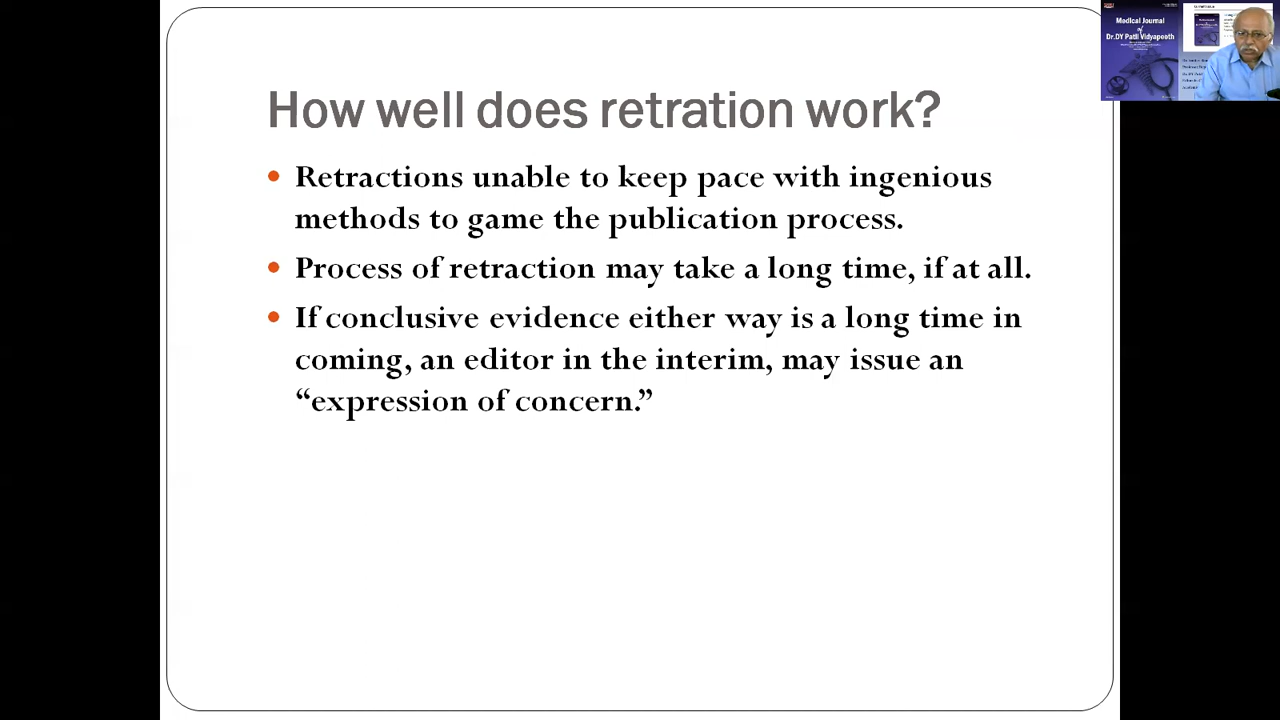 How well does retration work?
Retractions unable to keep pace with ingenious
methods to game the publication process.
Process of retraction may take a long time, if at all.
If conclusive evidence either way is a long time in
coming, an editor in the interim, may issue an
“expression of concern.”
Medical Journal
of
Dr.DY Patil Vidyapeeth